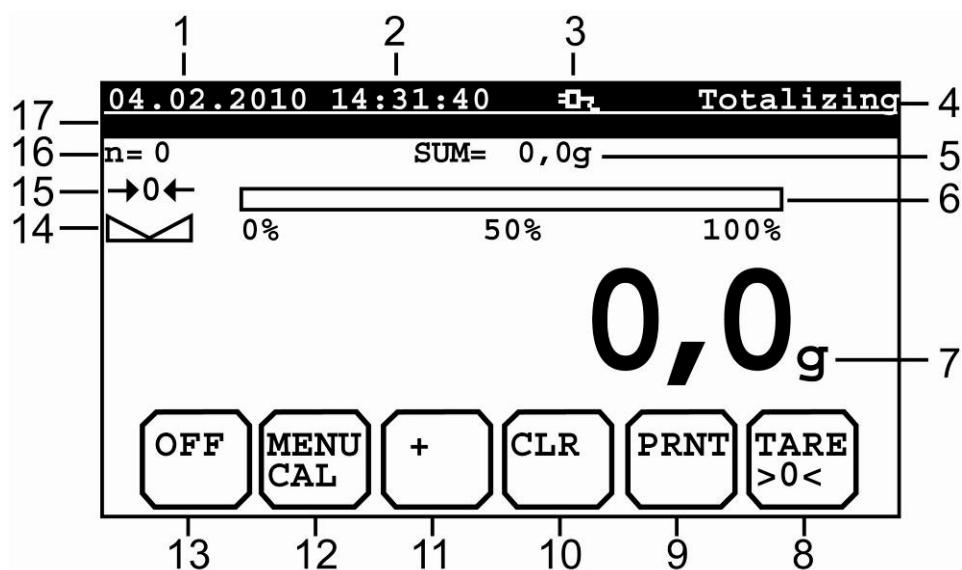 1 2 3
04.02.2010 14:31:40 Totalizing 4
17
16 n= 0 SUM= 0,0g 5
15 →0← 6
14 0% 50% 100%
0,0g 7
OFF MENU + CLR PRNT TARE
CAL >0<
13 12 11 10 9 8